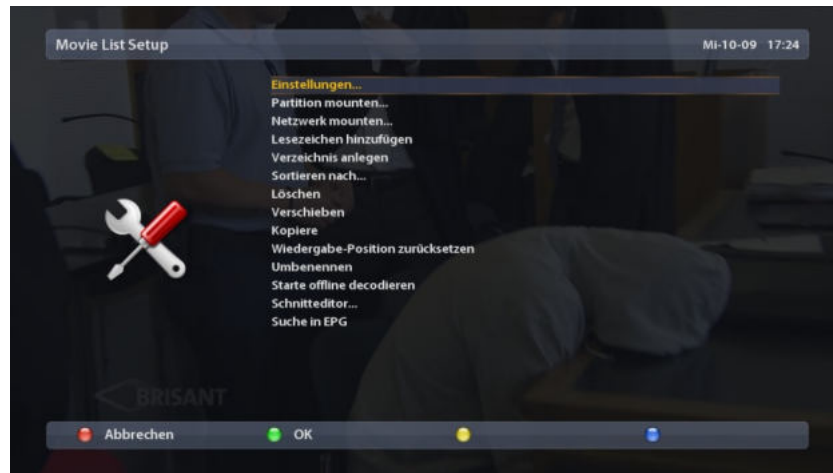 Movie List Setup
Mi-10-09 17:24
Einstellungen...
Partition mounten...
Netzwerk mounten...
Lesezeichen hinzufügen
Verzeichnis anlegen
Sortieren nach...
Löschen
Verschieben
Kopiere
Wiedergabe-Position zurücksetzen
Umbenennen
Starte offline decodieren
Schnitteditor...
Suche in EPG
BRISANT
Abbrechen
OK